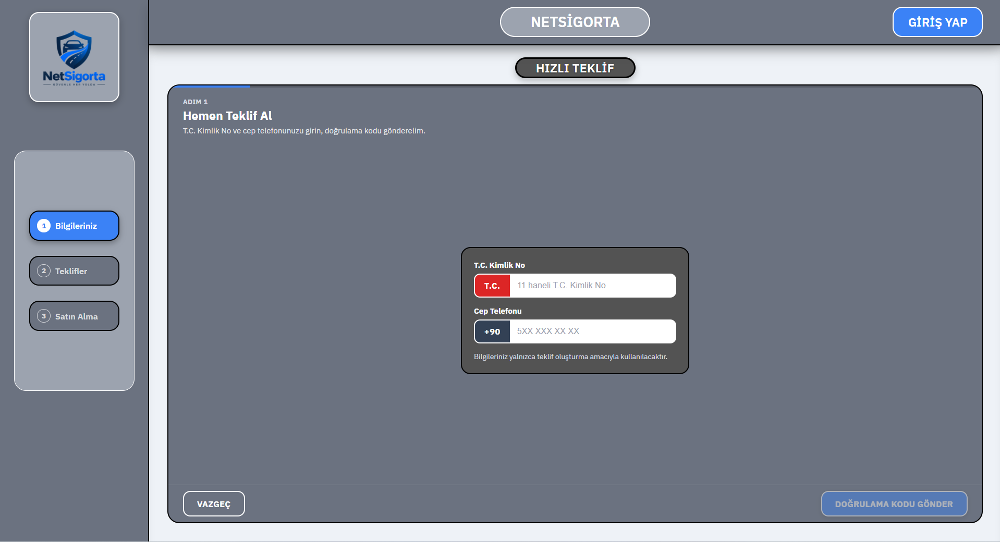 NetSigorta
GÜVENLE HER YOLDA
NETSİGORTA
GİRİŞ YAP
HIZLI TEKLİF
ADIM 1
Hemen Teklif Al
T.C. Kimlik No ve cep telefonunuzu girin, doğrulama kodu gönderelim.
1 Bilgileriniz
2 Teklifler
3 Satın Alma
T.C. Kimlik No
T.C. 11 haneli T.C. Kimlik No
Cep Telefonu
+90 5XX XXX XX XX
Bilgileriniz yalnızca teklif oluşturma amacıyla kullanılacaktır.
VAZGEÇ
DOĞRULAMA KODU GÖNDER